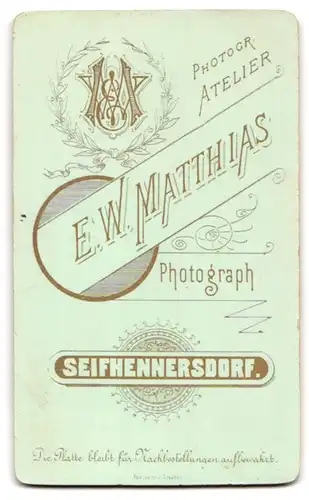 PHOTOGR.
ATELIER
E.W. MATTHIAS
Photograph
SEIFHENNERSDORF.
Die Platte bleibt für Nachbestellungen aufbewahrt.